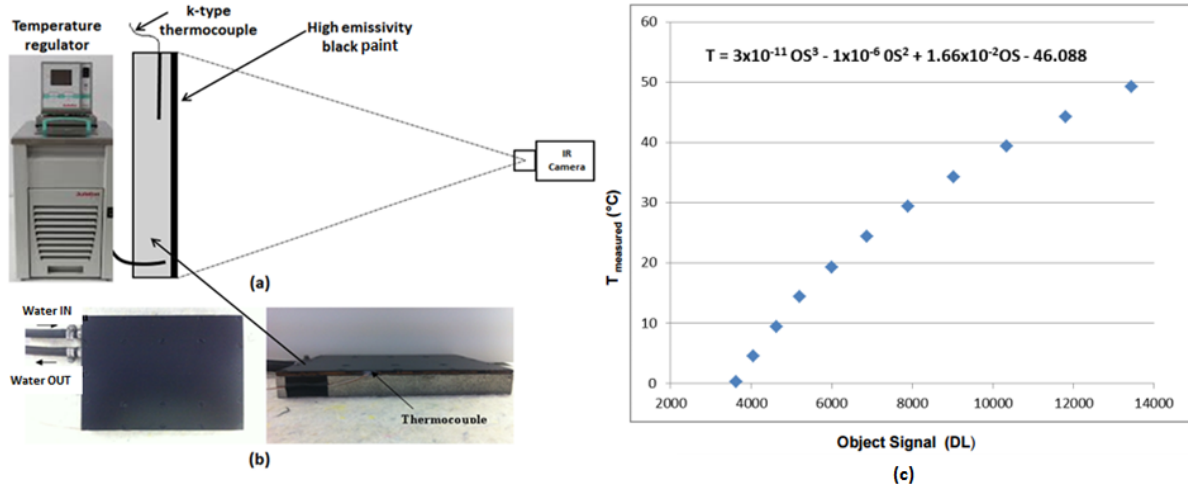 k-type
thermocouple
Temperature
regulator
High emissivity
black paint
IR
Camera
(a)
Water IN
Water OUT
Thermocouple
(b)
T = 3x10⁻¹¹ OS³ - 1x10⁻⁶ 0S² + 1.66x10⁻²OS - 46.088
60
50
40
30
20
10
0
T measured (°C)
2000 4000 6000 8000 10000 12000 14000
Object Signal (DL)
(c)